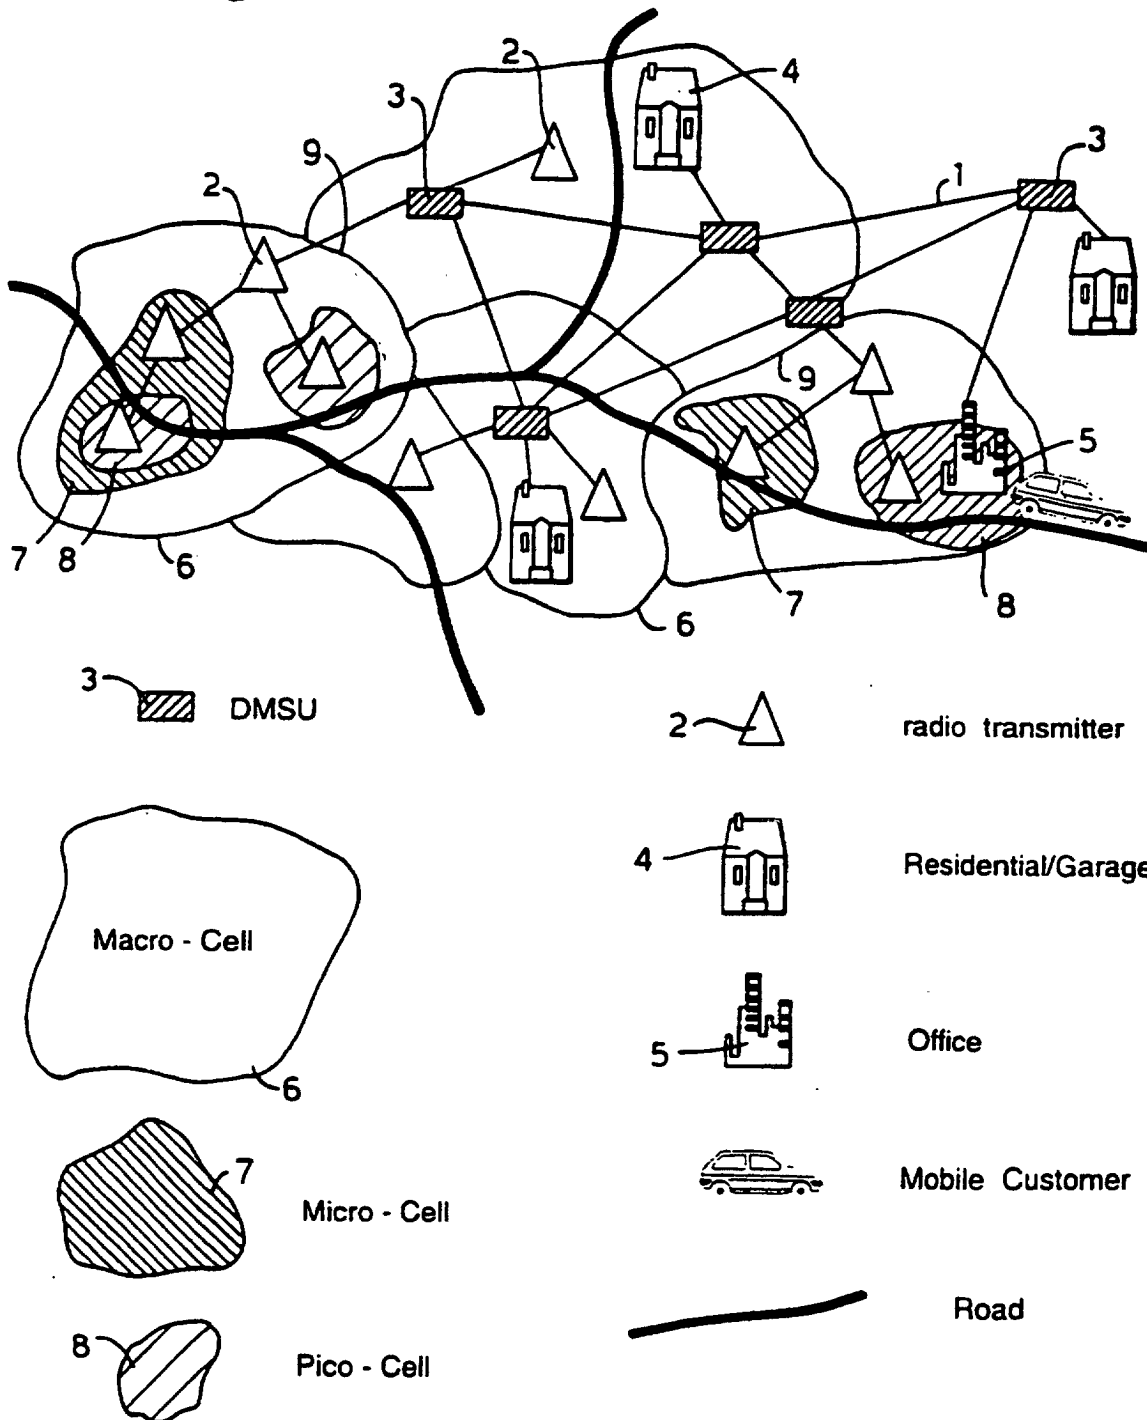 2
4
3
3
9
1
2
9
5
7
8
6
7
8
6
3 DMSU
2 radio transmitter
4 Residential/Garage
Macro - Cell
5 Office
6
7
Micro - Cell
Mobile Customer
8
Pico - Cell
Road